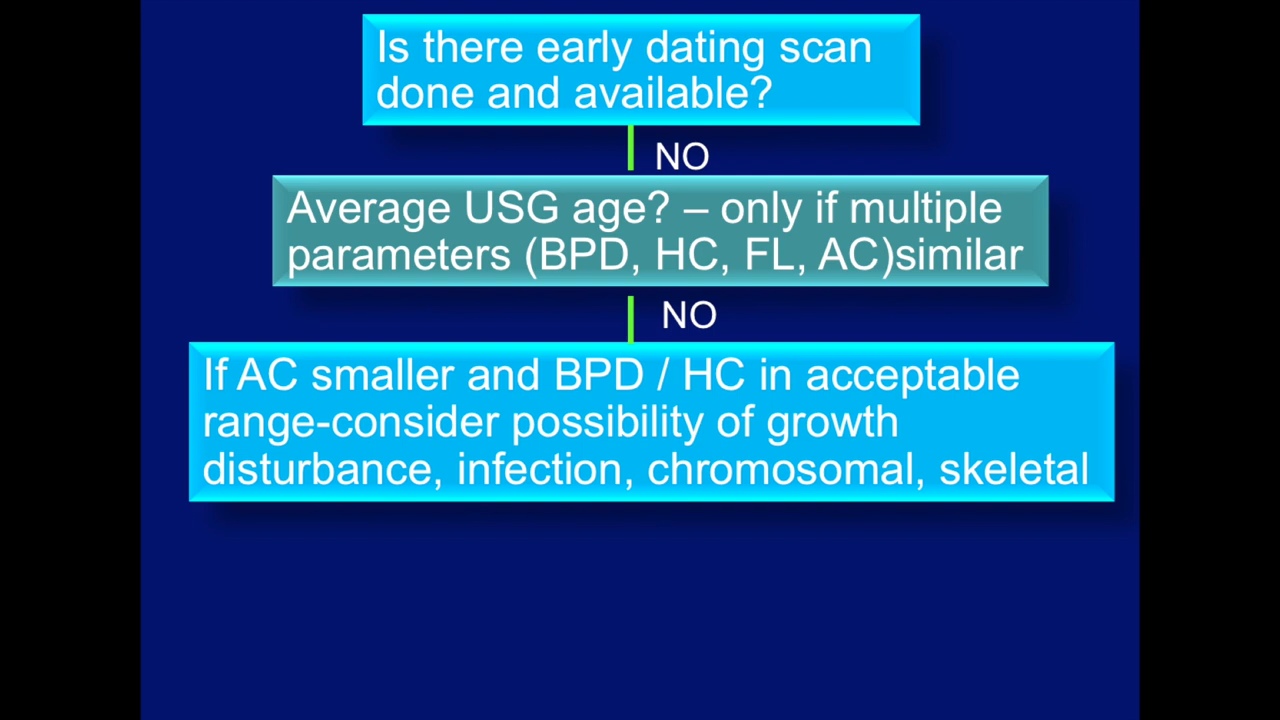 Is there early dating scan
done and available?
NO
Average USG age? – only if multiple
parameters (BPD, HC, FL, AC)similar
NO
If AC smaller and BPD / HC in acceptable
range-consider possibility of growth
disturbance, infection, chromosomal, skeletal